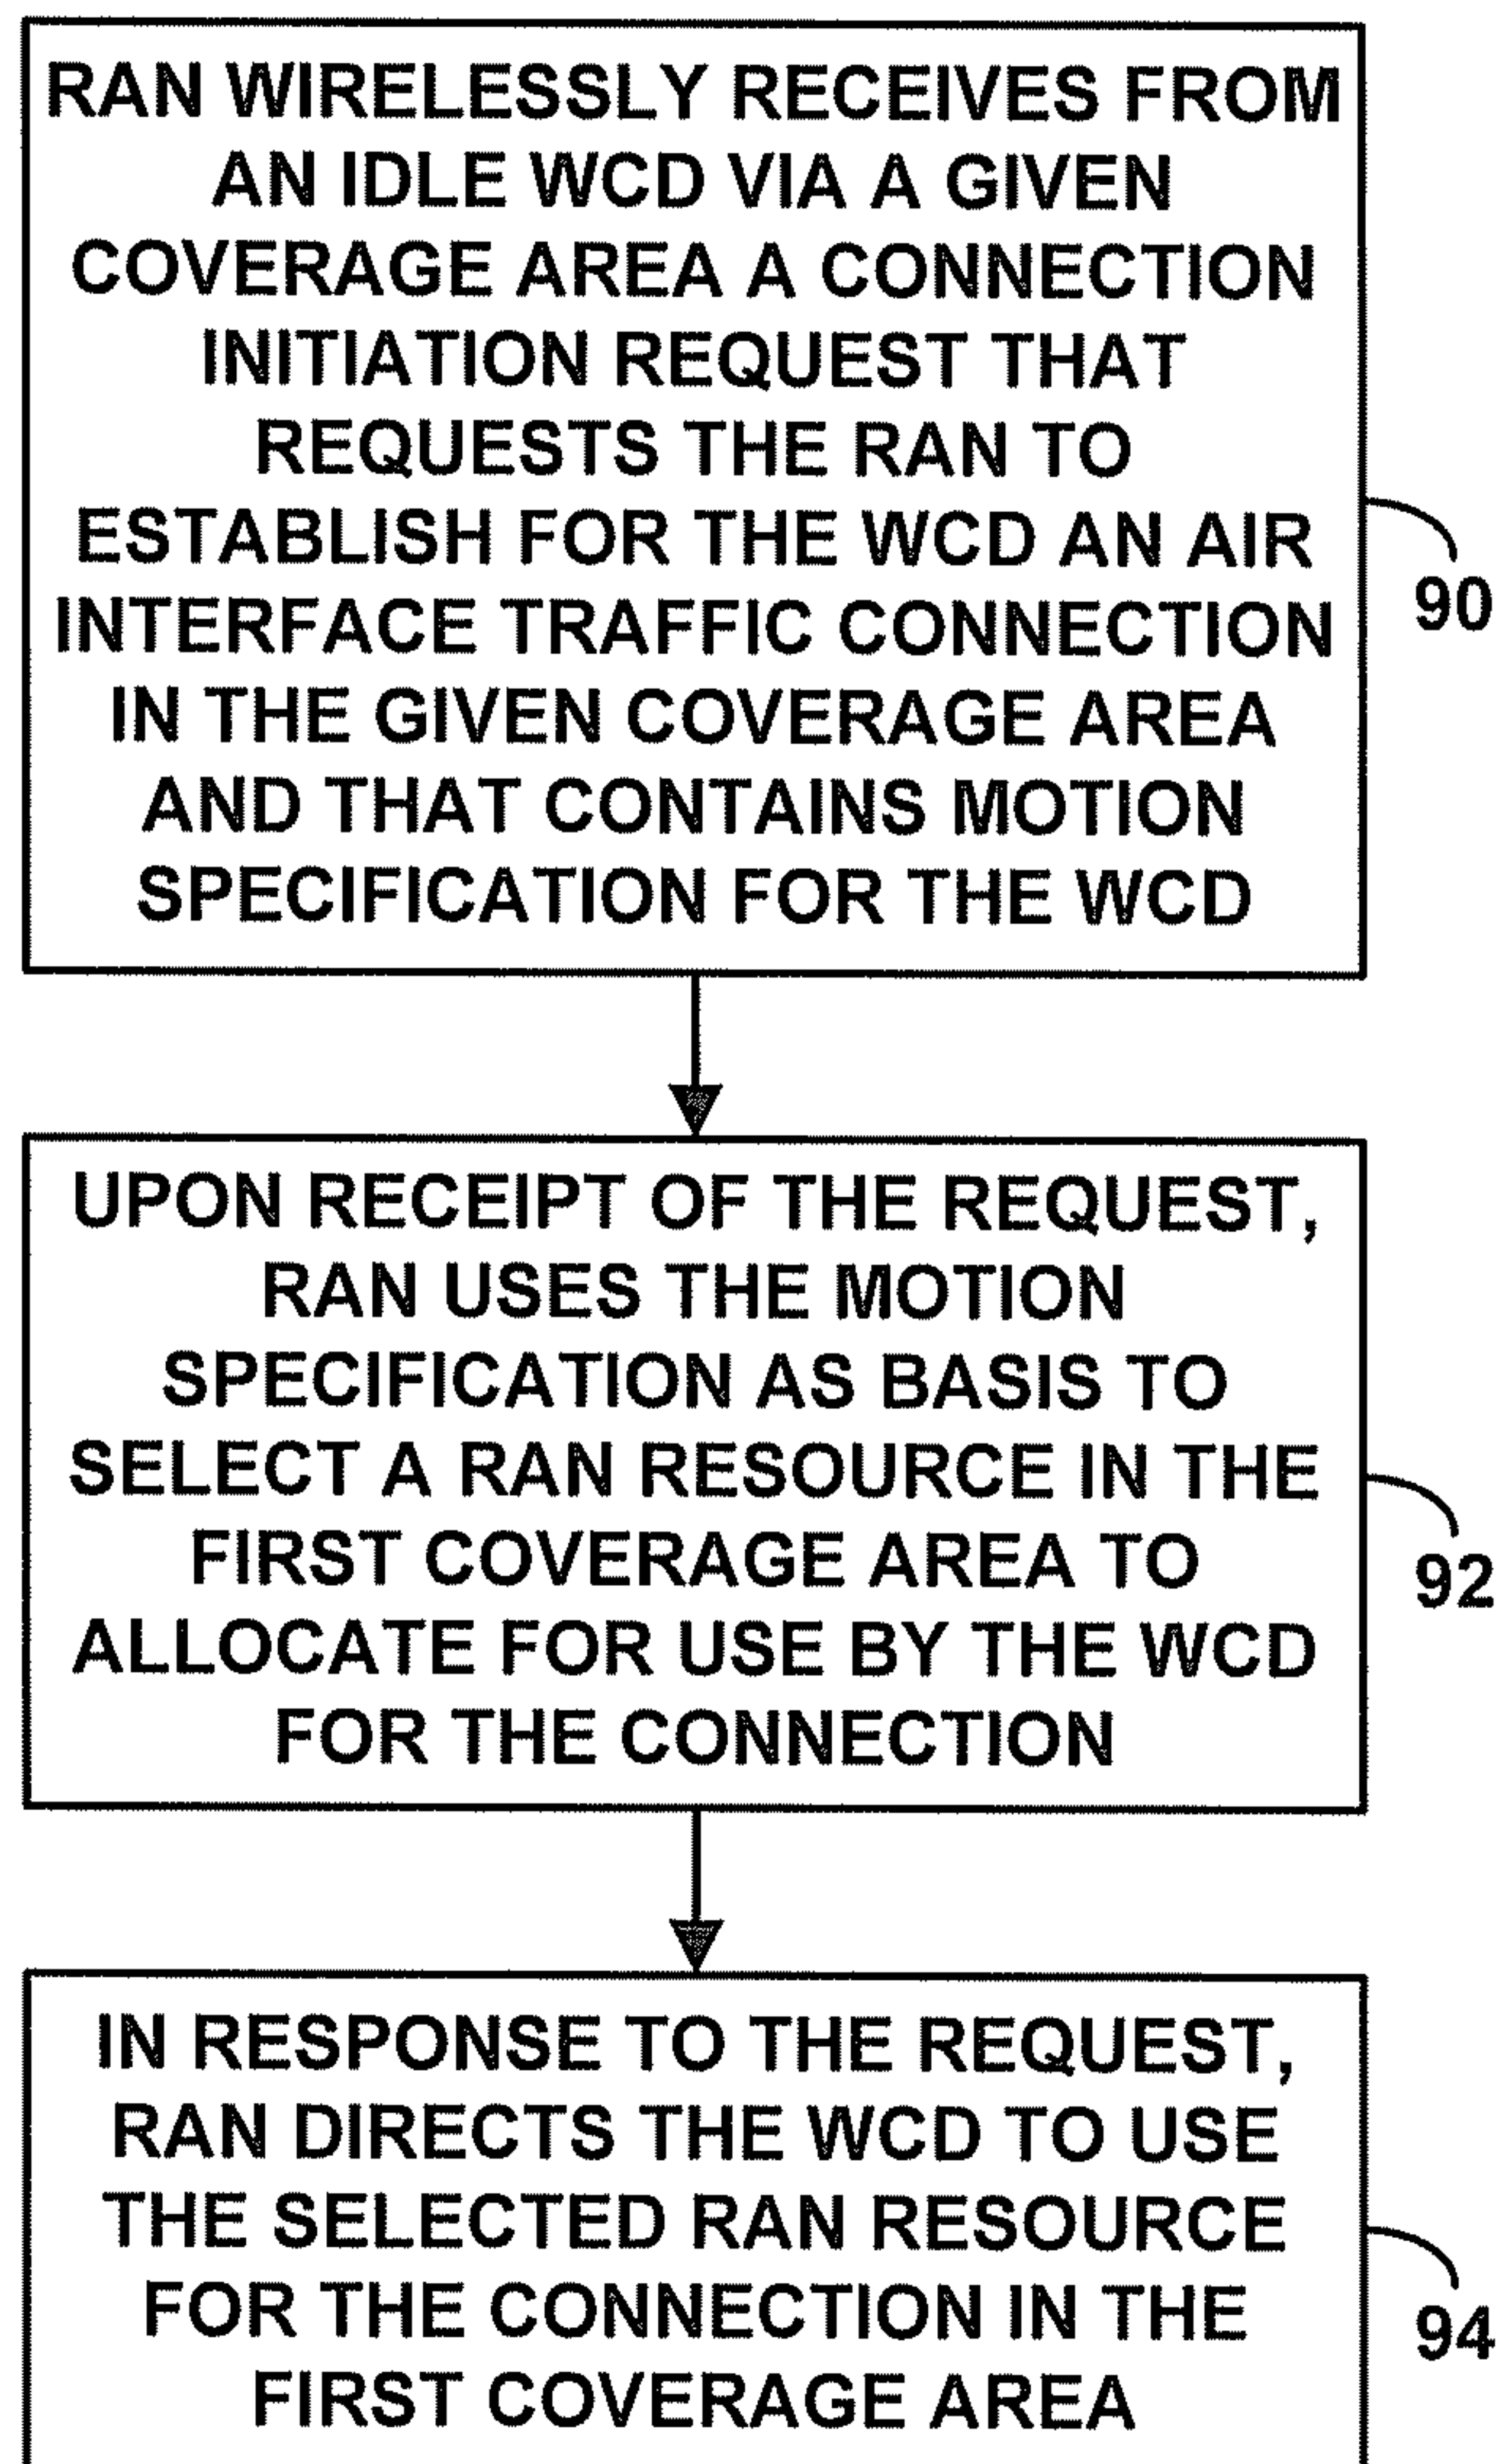 RAN WIRELESSLY RECEIVES FROM
AN IDLE WCD VIA A GIVEN
COVERAGE AREA A CONNECTION
INITIATION REQUEST THAT
REQUESTS THE RAN TO
ESTABLISH FOR THE WCD AN AIR
INTERFACE TRAFFIC CONNECTION
IN THE GIVEN COVERAGE AREA
AND THAT CONTAINS MOTION
SPECIFICATION FOR THE WCD
90
UPON RECEIPT OF THE REQUEST,
RAN USES THE MOTION
SPECIFICATION AS BASIS TO
SELECT A RAN RESOURCE IN THE
FIRST COVERAGE AREA TO
ALLOCATE FOR USE BY THE WCD
FOR THE CONNECTION
92
IN RESPONSE TO THE REQUEST,
RAN DIRECTS THE WCD TO USE
THE SELECTED RAN RESOURCE
FOR THE CONNECTION IN THE
FIRST COVERAGE AREA
94